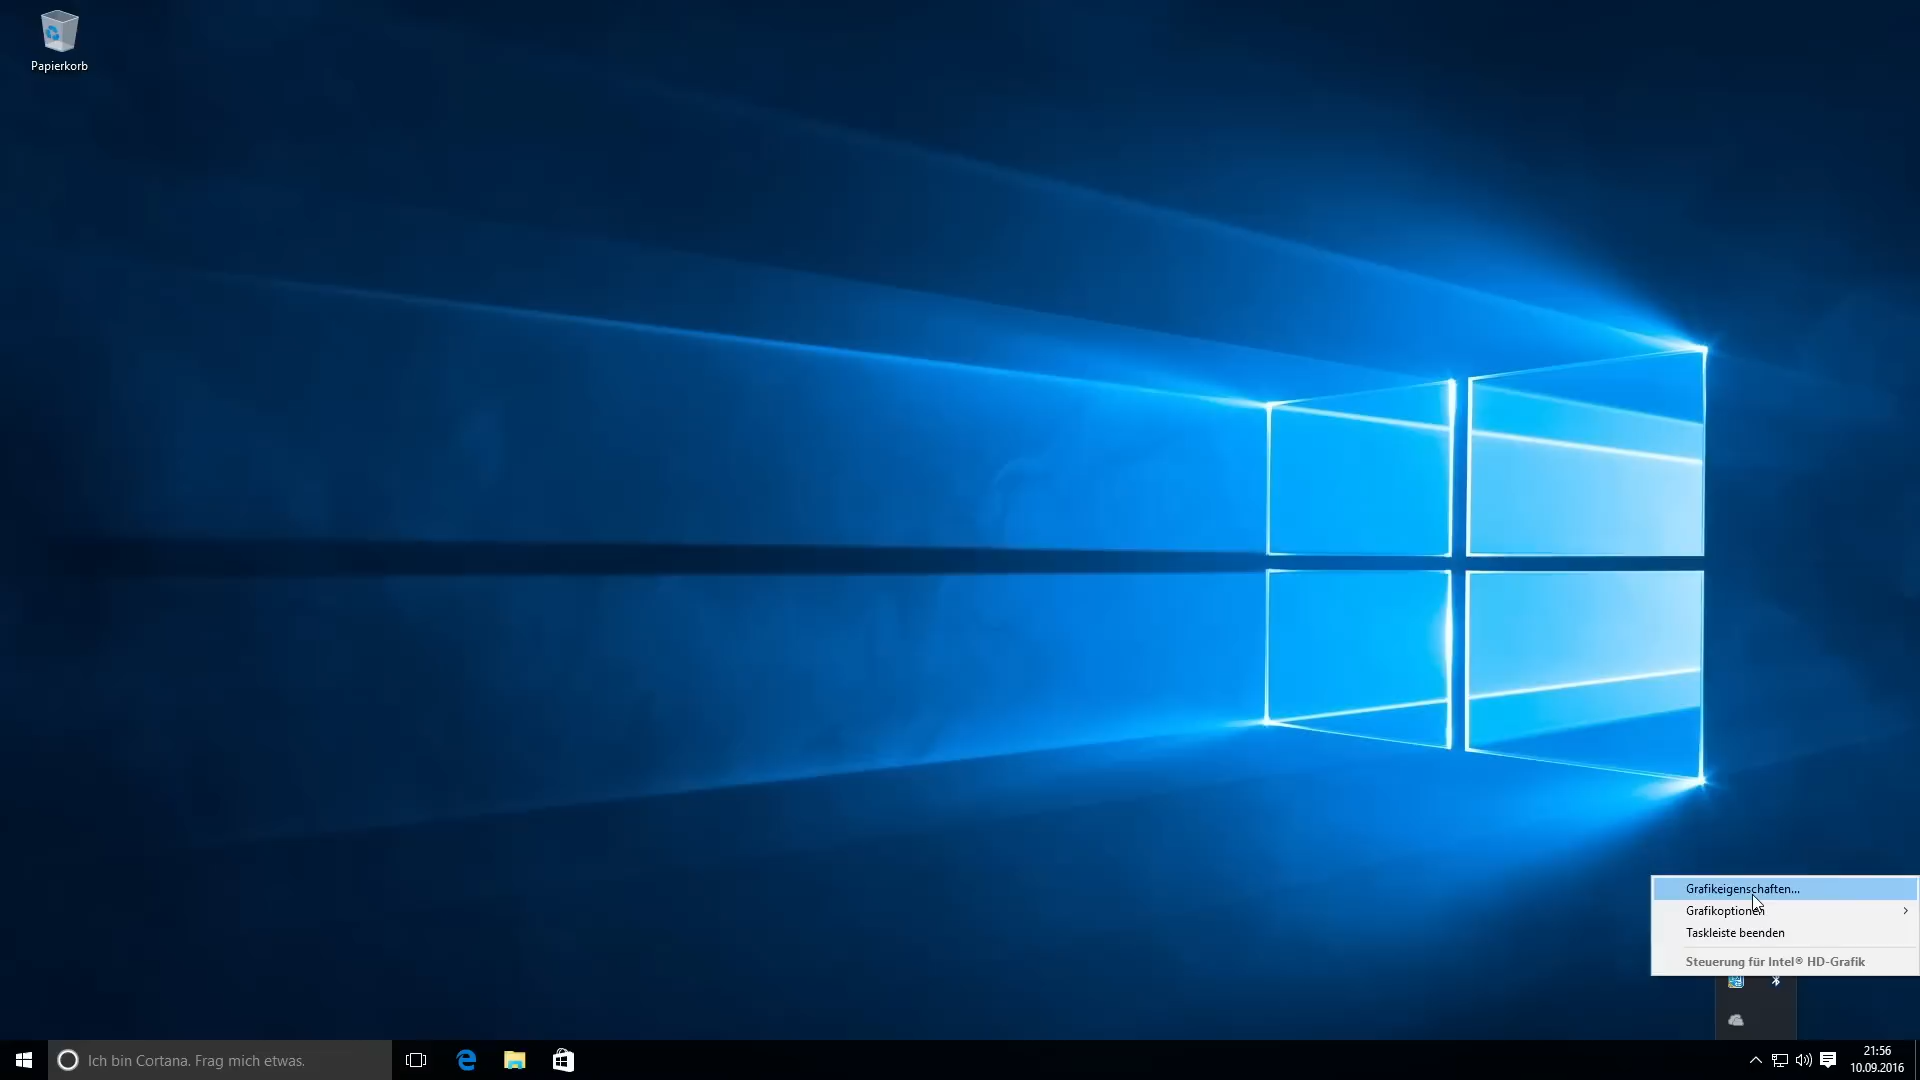 Papierkorb
Grafikeigenschaften...
Grafikoptionen
Taskleiste beenden
Steuerung für Intel® HD-Grafik
Ich bin Cortana. Frag mich etwas.
21:56
10.09.2016